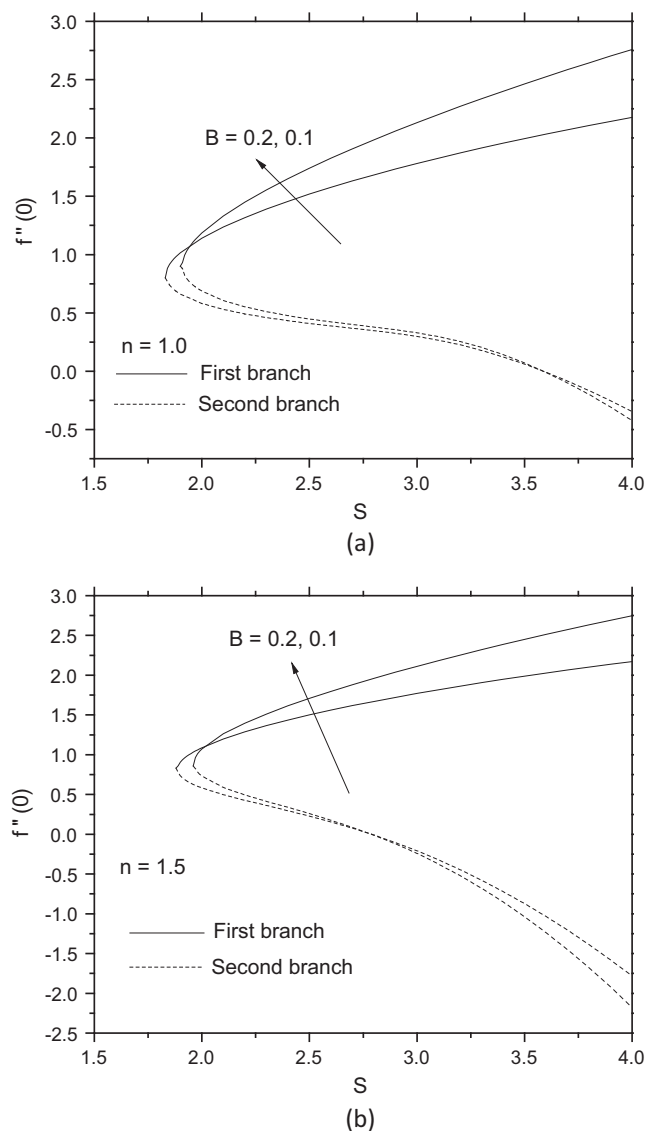 3.0
2.5
2.0
1.5
1.0
0.5
0.0
-0.5
f '' (0)
B = 0.2, 0.1
n = 1.0
First branch
Second branch
1.5 2.0 2.5 3.0 3.5 4.0
S
(a)
3.0
2.5
2.0
1.5
1.0
0.5
0.0
-0.5
-1.0
-1.5
-2.0
-2.5
f '' (0)
B = 0.2, 0.1
n = 1.5
First branch
Second branch
1.5 2.0 2.5 3.0 3.5 4.0
S
(b)